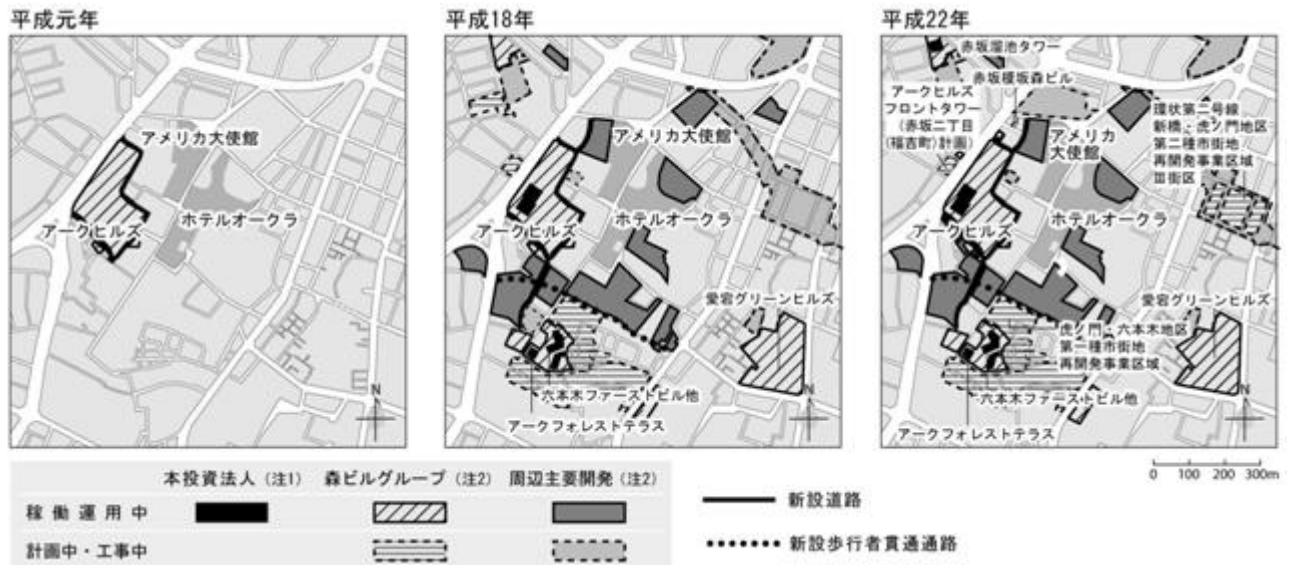 平成元年
アメリカ大使館
ホテルオークラ
アークヒルズ
N
平成18年
アメリカ大使館
ホテルオークラ
アークヒルズ
愛宕グリーンヒルズ
六本木ファーストビル他
アークフォレストテラス
N
平成22年
赤坂溜池タワー
赤坂榎坂森ビル
アークヒルズ
フロントタワー
(赤坂二丁目
(福吉町)計画)
アメリカ
大使館
環状第二号線
新橋・虎ノ門地区
第二種市街地
再開発事業区域
Ⅲ街区
ホテルオークラ
アークヒルズ
愛宕グリーンヒルズ
虎ノ門・六本木地区
第一種市街地
再開発事業区域
六本木ファーストビル他
アークフォレストテラス
N
0 100 200 300m
本投資法人(注1) 森ビルグループ(注2) 周辺主要開発(注2)
稼働運用中
計画中・工事中
新設道路
新設歩行者貫通通路